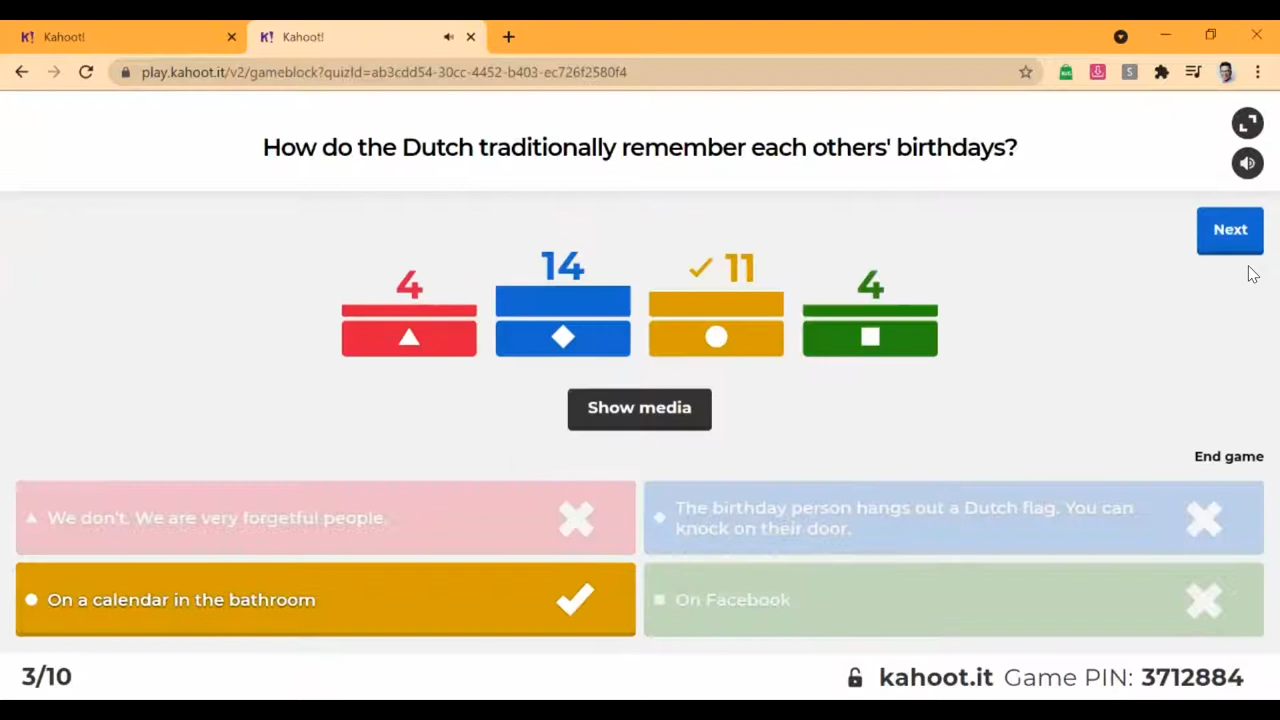 K! Kahoot!
K! Kahoot!
play.kahoot.it/v2/gameblock?quizId=ab3cdd54-30cc-4452-b403-ec726f2580f4
S
How do the Dutch traditionally remember each others' birthdays?
Next
4
14
11
4
Show media
End game
We don't. We are very forgetful people.
The birthday person hangs out a Dutch flag. You can
knock on their door.
On a calendar in the bathroom
On Facebook
3/10
kahoot.it Game PIN: 3712884